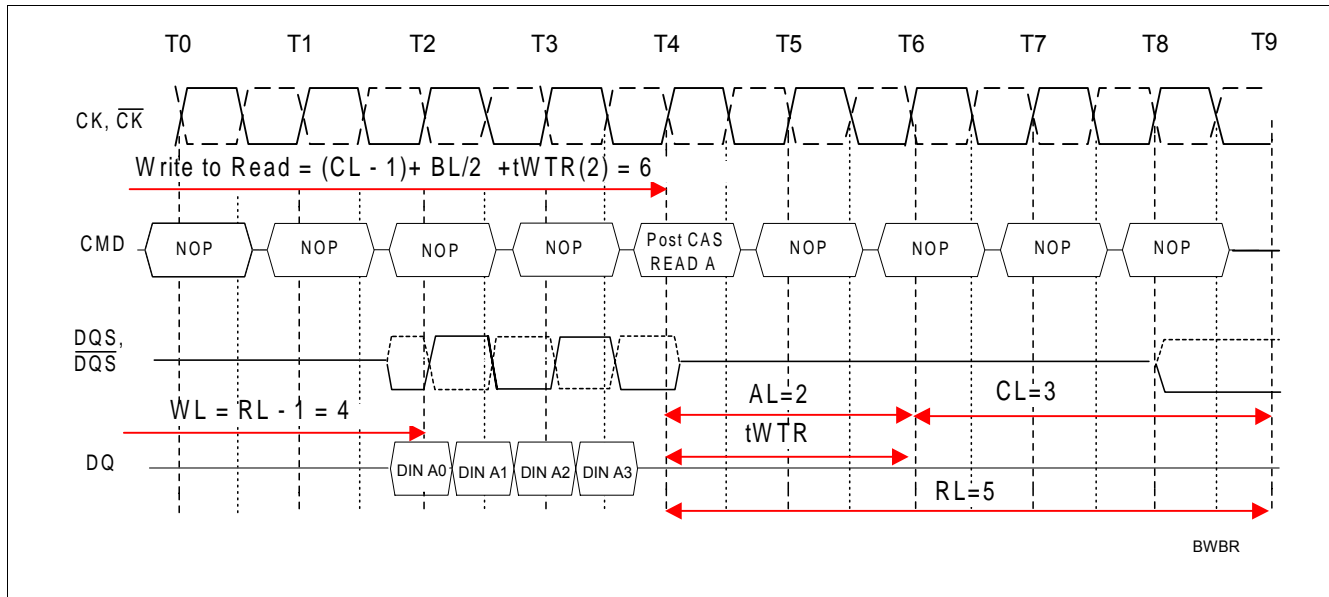 T0 T1 T2 T3 T4 T5 T6 T7 T8 T9
CK, CK
Write to Read = (CL - 1)+ BL/2 +tWTR(2) = 6
CMD NOP NOP NOP NOP Post CAS READ A NOP NOP NOP NOP
DQS,
DQS
AL=2 CL=3
WL = RL - 1 = 4
tWTR
DQ DIN A0 DIN A1 DIN A2 DIN A3
RL=5
BWBR